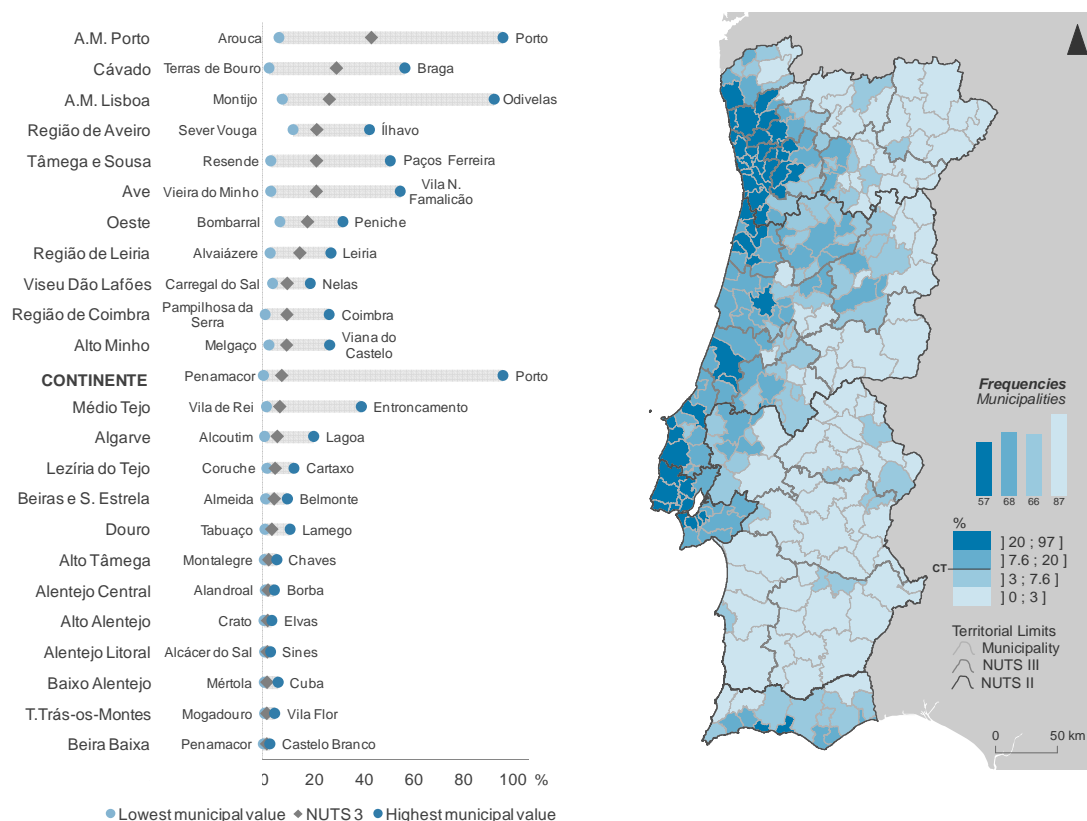 A.M. Porto Arouca Porto
Cávado Terras de Bouro Braga
A.M. Lisboa Montijo Odivelas
Região de Aveiro Sever Vouga Ílhavo
Tâmega e Sousa Resende Paços Ferreira
Ave Vieira do Minho Vila N.
Famalicão
Oeste Bombarral Peniche
Região de Leiria Alvaiázere Leiria
Viseu Dão Lafões Carregal do Sal Nelas
Região de Coimbra Pampilhosa da
Serra Coimbra
Alto Minho Melgaço Viana do
Castelo
CONTINENTE Penamacor Porto
Médio Tejo Vila de Rei Entroncamento
Algarve Alcoutim Lagoa
Lezíria do Tejo Coruche Cartaxo
Beiras e S. Estrela Almeida Belmonte
Douro Tabuaço Lamego
Alto Tâmega Montalegre Chaves
Alentejo Central Alandroal Borba
Alto Alentejo Crato Elvas
Alentejo Litoral Alcácer do Sal Sines
Baixo Alentejo Mértola Cuba
T.Trás-os-Montes Mogadouro Vila Flor
Beira Baixa Penamacor Castelo Branco
0 20 40 60 80 100 %
Lowest municipal value NUTS 3 Highest municipal value
Frequencies
Municipalities
57 68 66 87
%
] 20 ; 97 ]
] 7.6 ; 20 ]
CT
] 3 ; 7.6 ]
] 0 ; 3 ]
Territorial Limits
Municipality
NUTS III
NUTS II
0 50 km